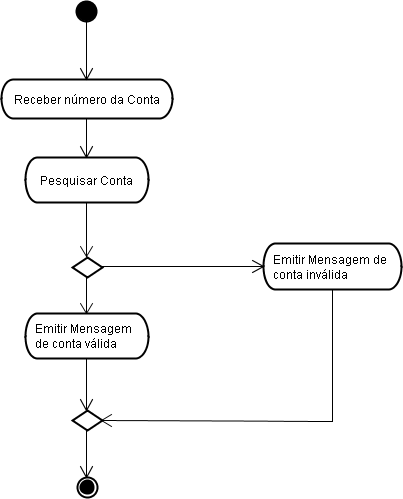 Receber número da Conta
Pesquisar Conta
Emitir Mensagem de
conta inválida
Emitir Mensagem
de conta válida